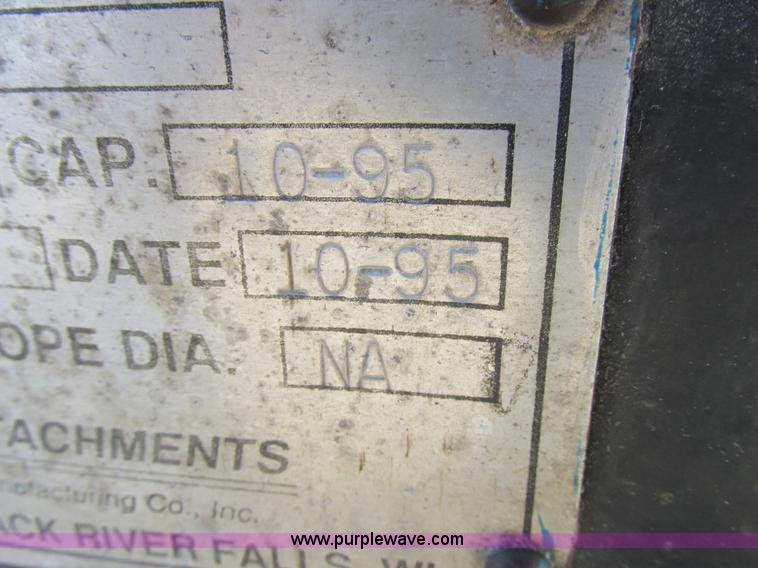 CAP. 10-95
DATE 10-95
OPE DIA. NA
TACHMENTS
nufacturing Co., Inc.
ACK RIVER FALLS, WI
www.purplewave.com